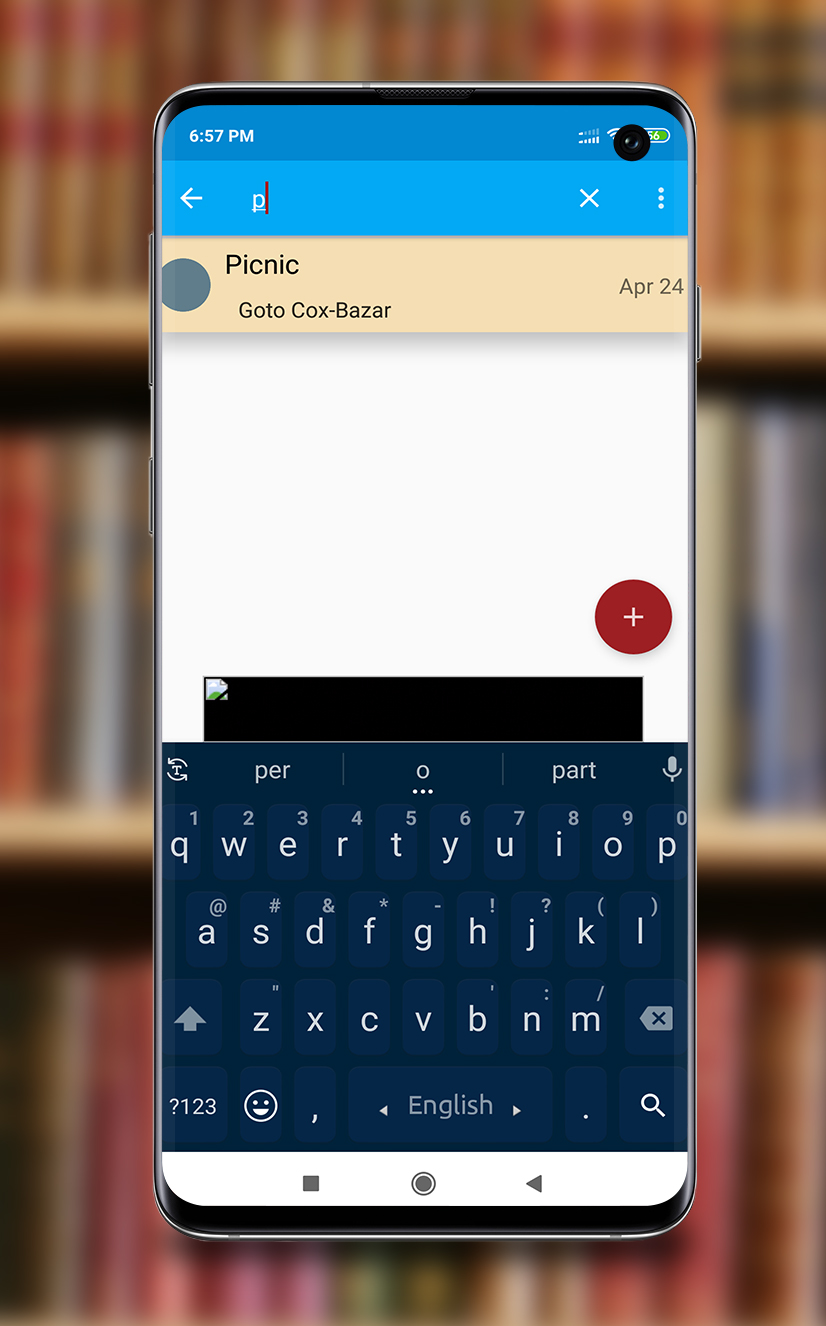 6:57 PM
56
p
Picnic
Apr 24
Goto Cox-Bazar
+
per o part
1 2 3 4 5 6 7 8 9 0
q w e r t y u i o p
@ # & * - ! ? ( )
a s d f g h j k l
" ' : /
z x c v b n m
?123 , English .